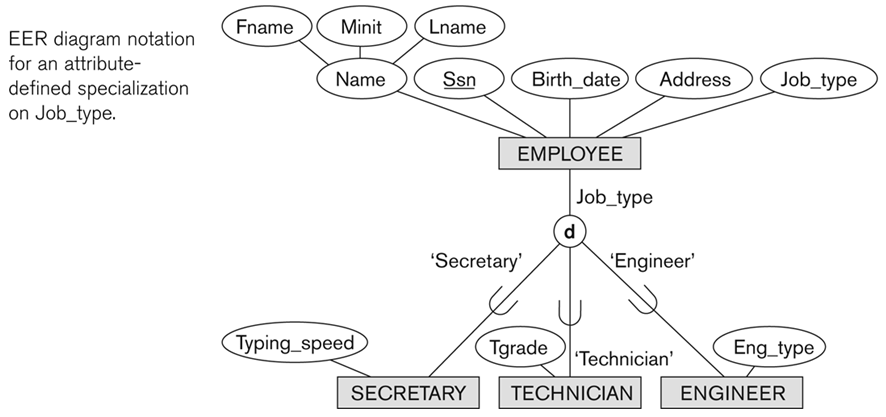 EER diagram notation
for an attribute-
defined specialization
on Job_type.
Fname
Minit
Lname
Name
Ssn
Birth_date
Address
Job_type
EMPLOYEE
Job_type
d
‘Secretary’
‘Engineer’
Typing_speed
Tgrade
‘Technician’
Eng_type
SECRETARY
TECHNICIAN
ENGINEER